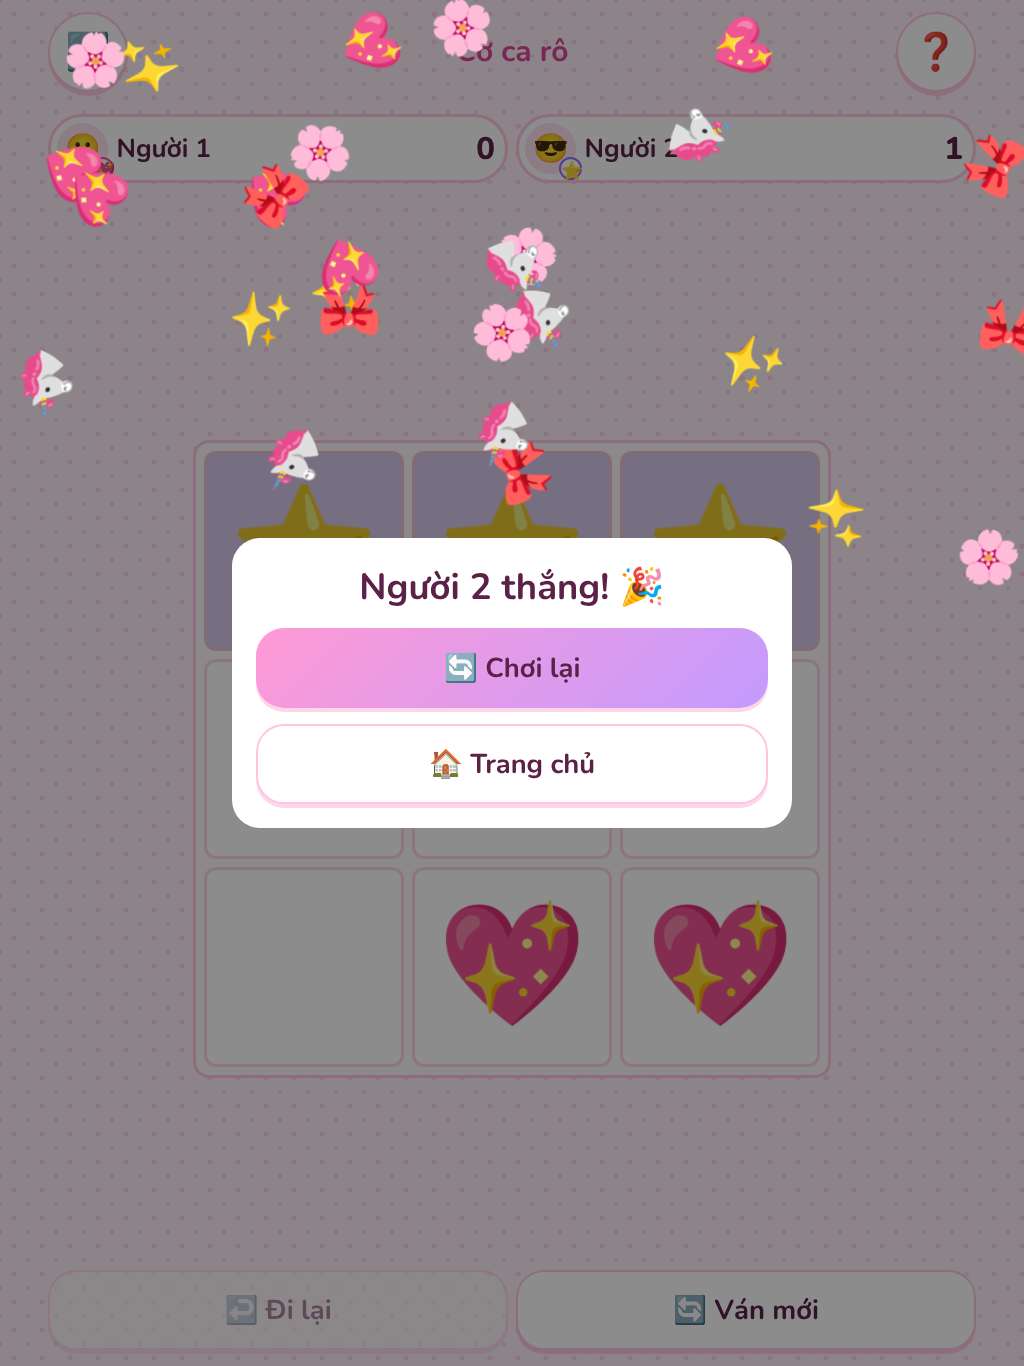 Cờ ca rô
Người 1
0
Người 2
1
Người 2 thắng!
Chơi lại
Trang chủ
Đi lại
Ván mới